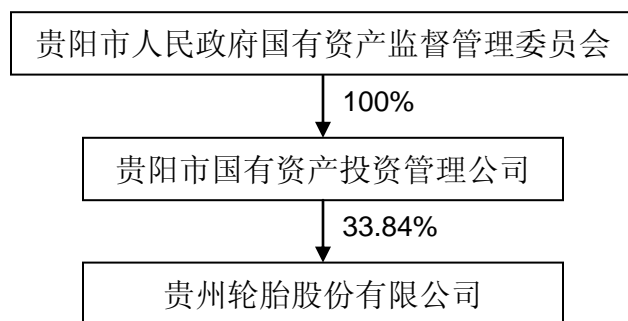 贵阳市人民政府国有资产监督管理委员会
100%
贵阳市国有资产投资管理公司
33.84%
贵州轮胎股份有限公司